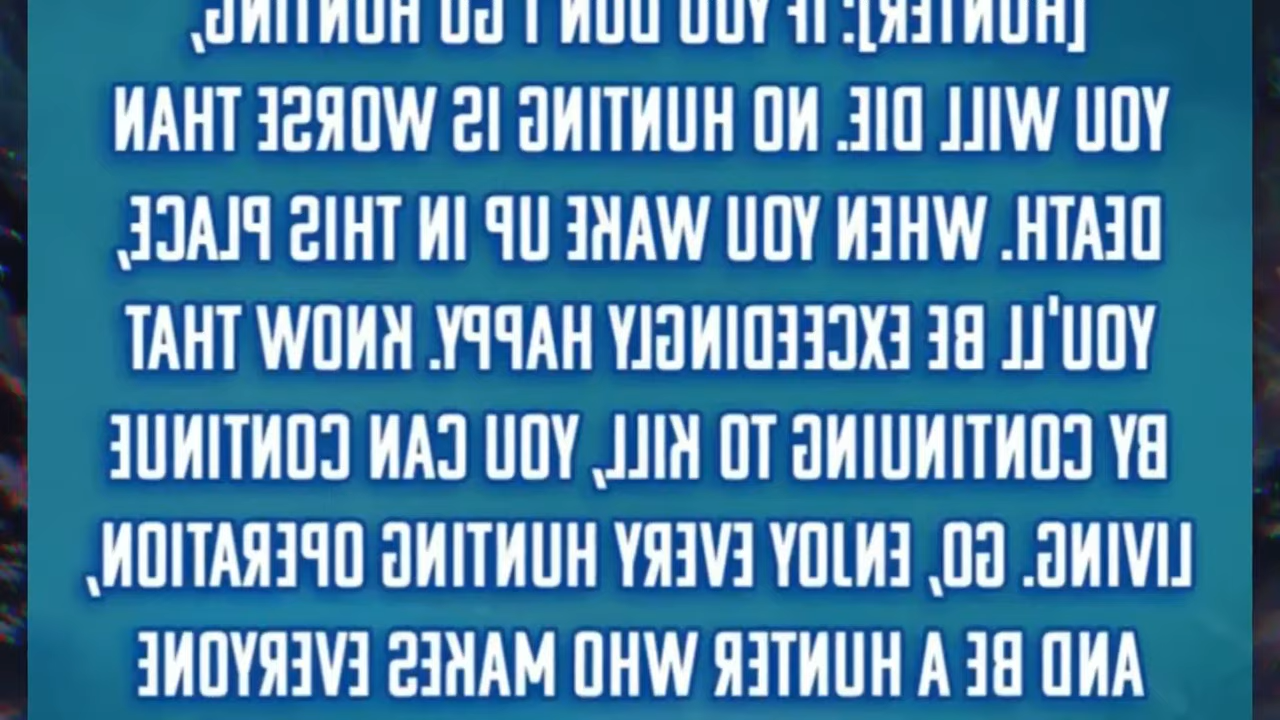 [HUNTER]: IF YOU DON'T GO HUNTING,
YOU WILL DIE. NO HUNTING IS WORSE THAN
DEATH. WHEN YOU WAKE UP IN THIS PLACE,
YOU'LL BE EXCEEDINGLY HAPPY. KNOW THAT
BY CONTINUING TO KILL, YOU CAN CONTINUE
LIVING. GO, ENJOY EVERY HUNTING OPERATION,
AND BE A HUNTER WHO MAKES EVERYONE